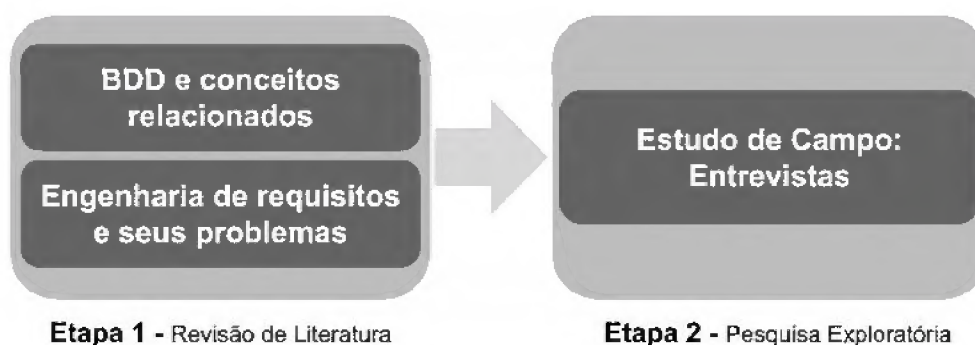 BDD e conceitos
relacionados
Engenharia de requisitos
e seus problemas
Estudo de Campo:
Entrevistas
Etapa 1 - Revisão de Literatura
Etapa 2 - Pesquisa Exploratória